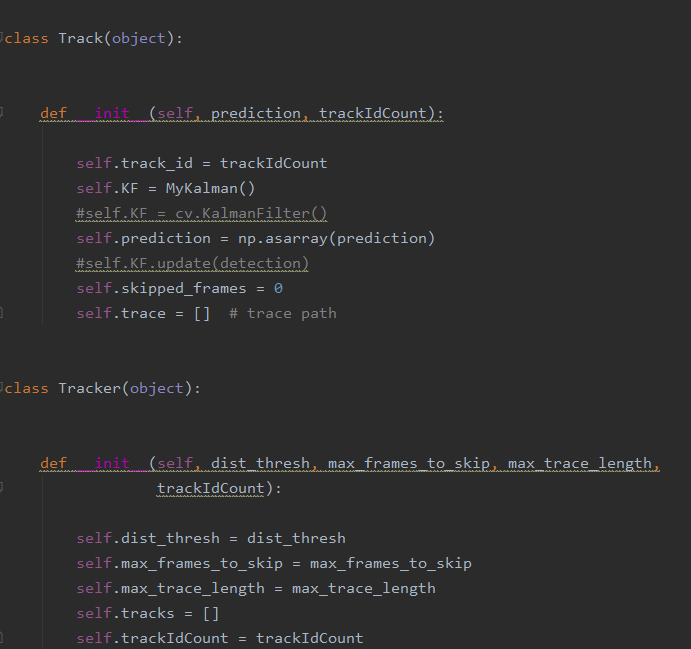 class Track(object):
    def __init__(self, prediction, trackIdCount):
        self.track_id = trackIdCount
        self.KF = MyKalman()
        #self.KF = cv.KalmanFilter()
        self.prediction = np.asarray(prediction)
        #self.KF.update(detection)
        self.skipped_frames = 0
        self.trace = []  # trace path
class Tracker(object):
    def __init__(self, dist_thresh, max_frames_to_skip, max_trace_length,
                 trackIdCount):
        self.dist_thresh = dist_thresh
        self.max_frames_to_skip = max_frames_to_skip
        self.max_trace_length = max_trace_length
        self.tracks = []
        self.trackIdCount = trackIdCount